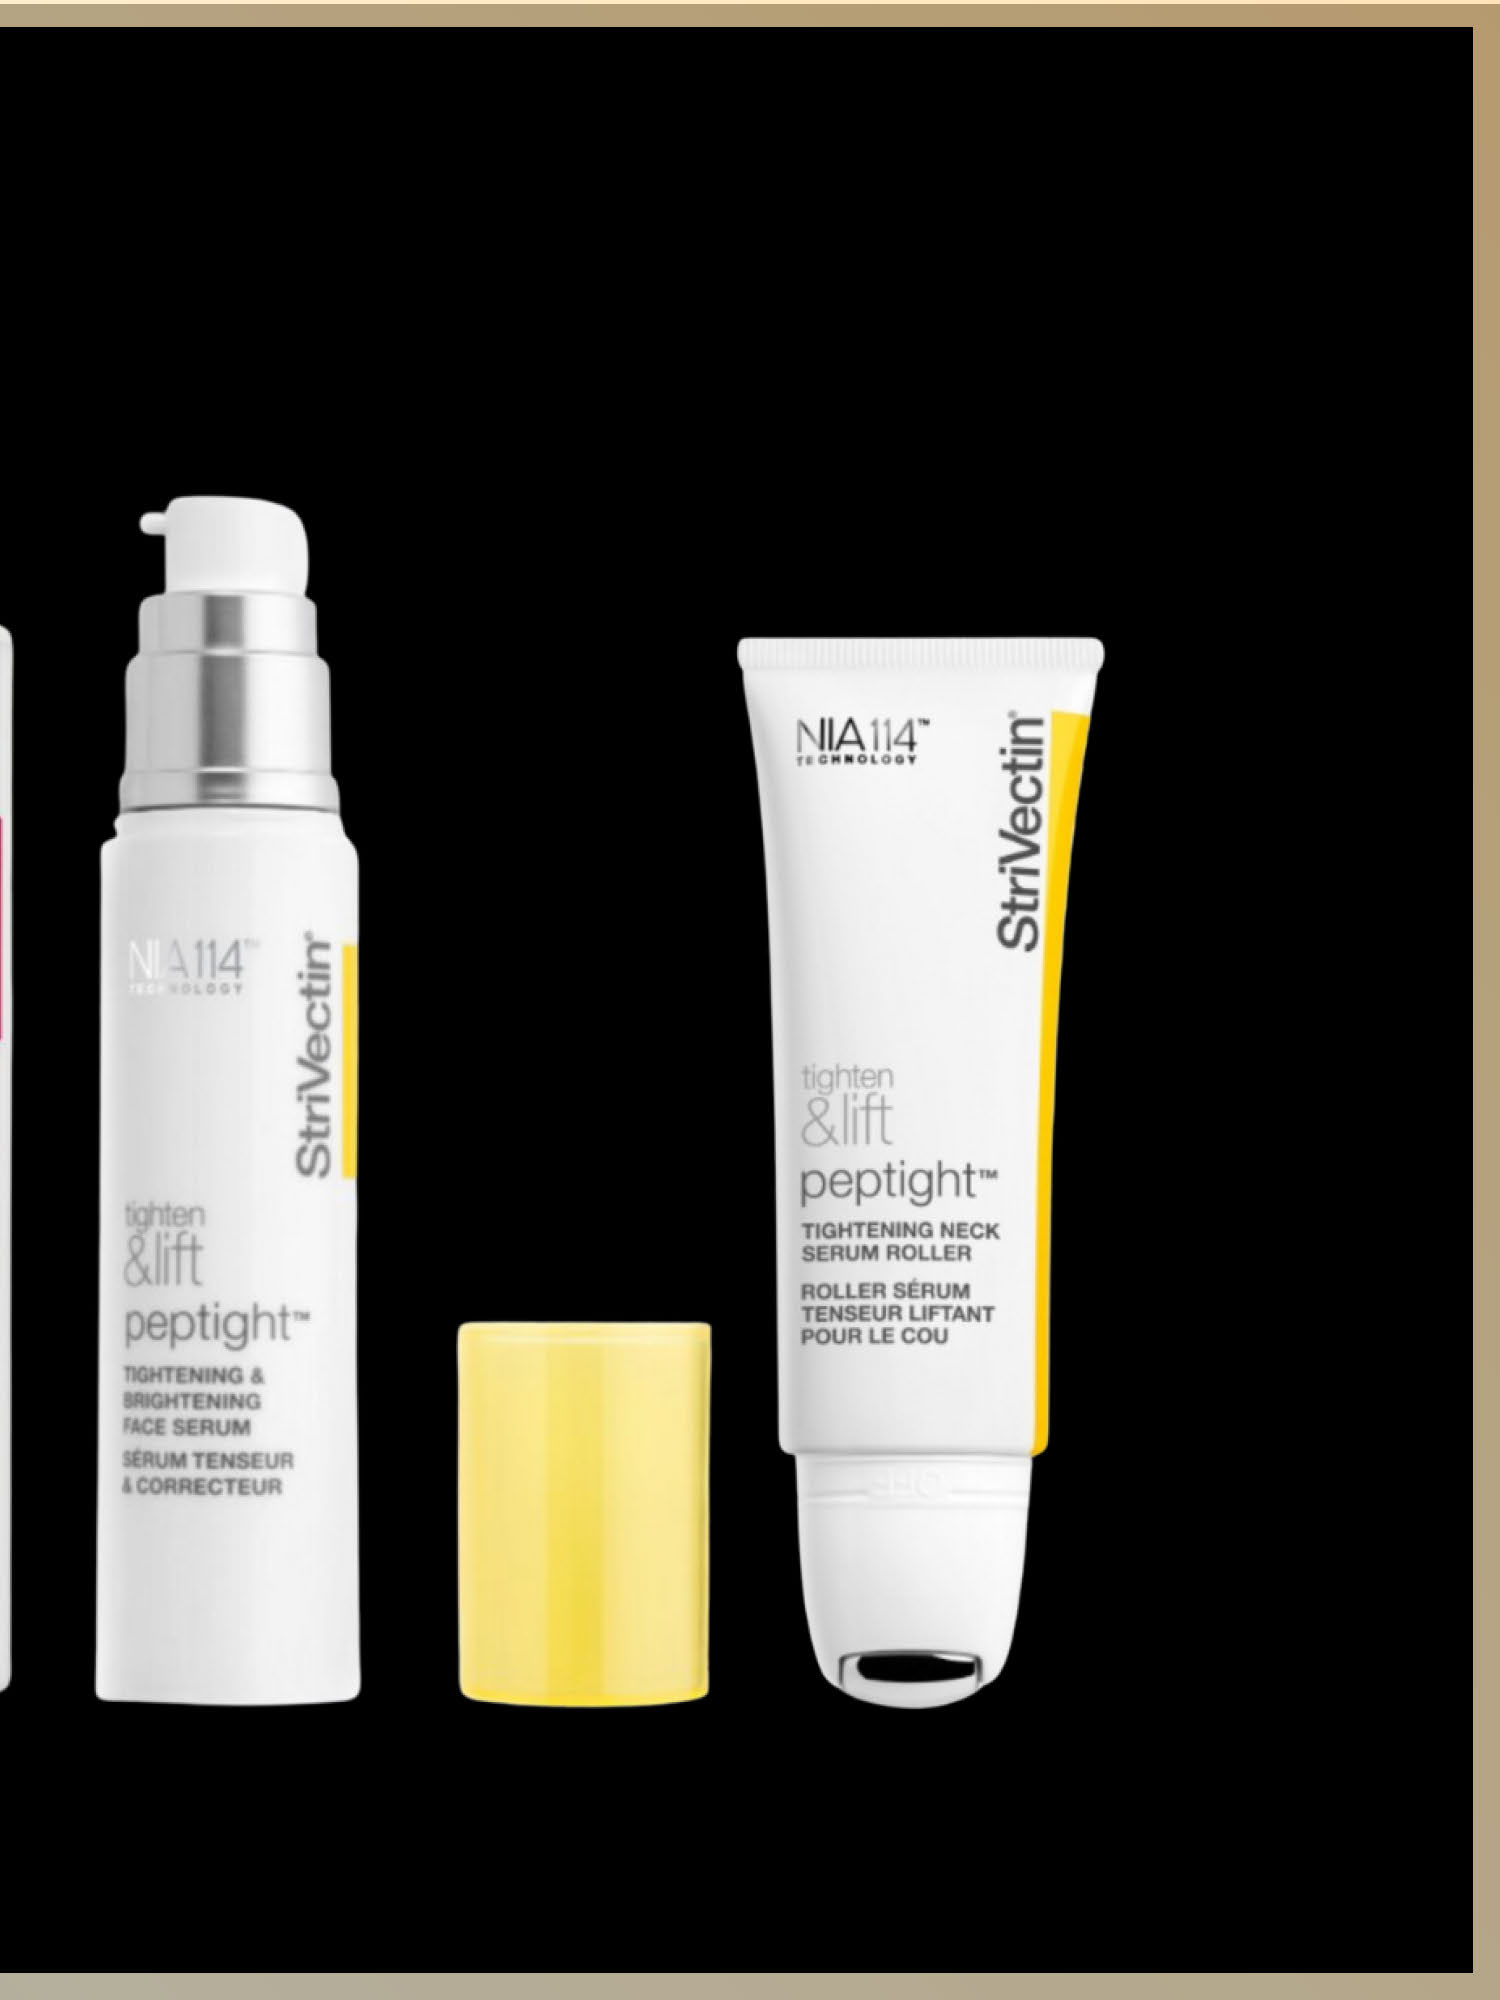 NIA114™
TECHNOLOGY
StriVectin®
tighten
&lift
peptight™
TIGHTENING &
BRIGHTENING
FACE SERUM
SÉRUM TENSEUR
& CORRECTEUR
NIA114™
TECHNOLOGY
StriVectin®
tighten
&lift
peptight™
TIGHTENING NECK
SERUM ROLLER
ROLLER SÉRUM
TENSEUR LIFTANT
POUR LE COU